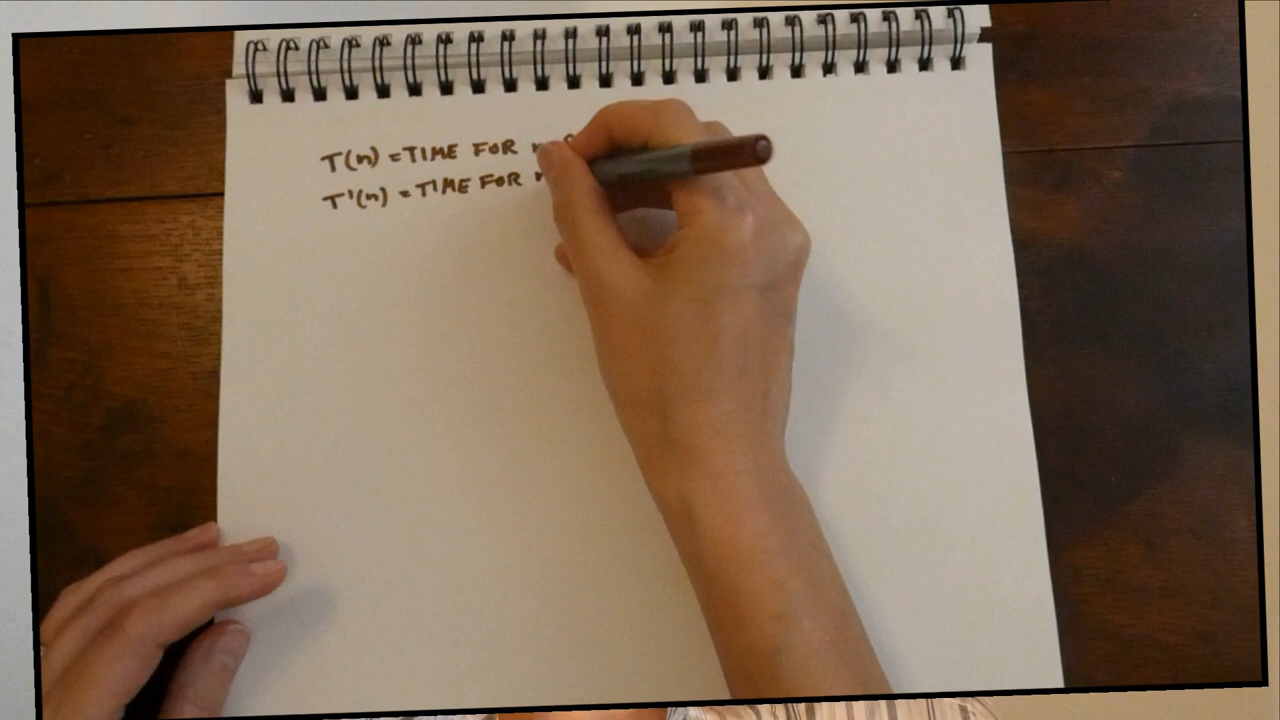 T(n) = TIME FOR n
T'(n) = TIME FOR